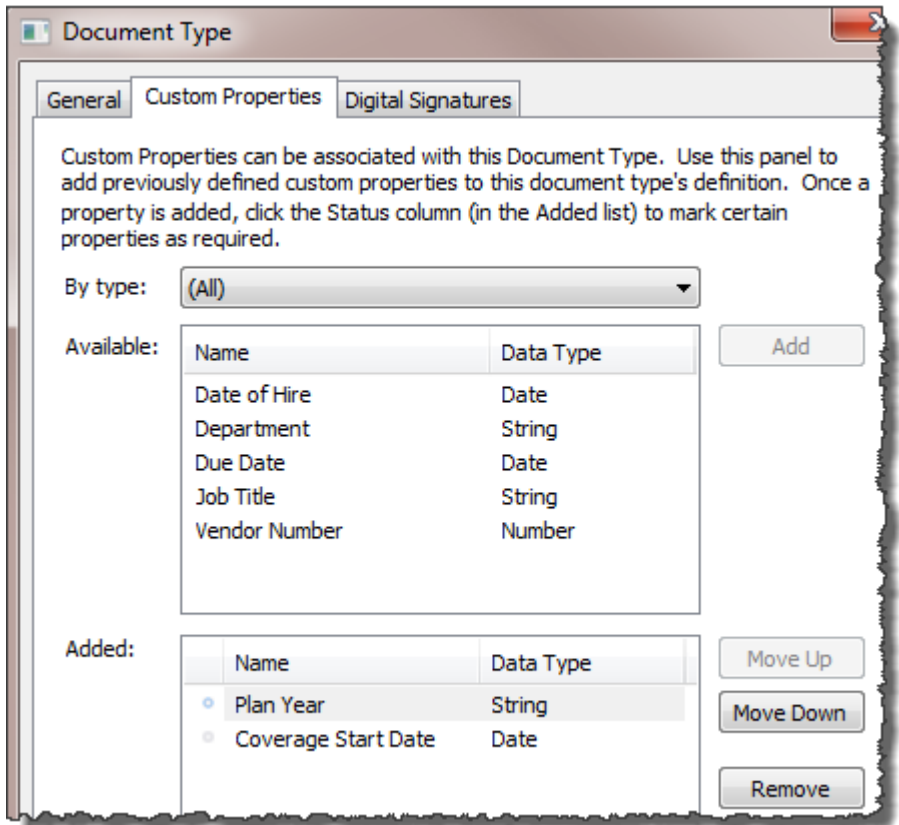 Document Type
General Custom Properties Digital Signatures
Custom Properties can be associated with this Document Type. Use this panel to
add previously defined custom properties to this document type's definition. Once a
property is added, click the Status column (in the Added list) to mark certain
properties as required.
By type: (All)
Available: Name Data Type Add
Date of Hire Date
Department String
Due Date Date
Job Title String
Vendor Number Number
Added: Name Data Type Move Up
Plan Year String Move Down
Coverage Start Date Date
Remove